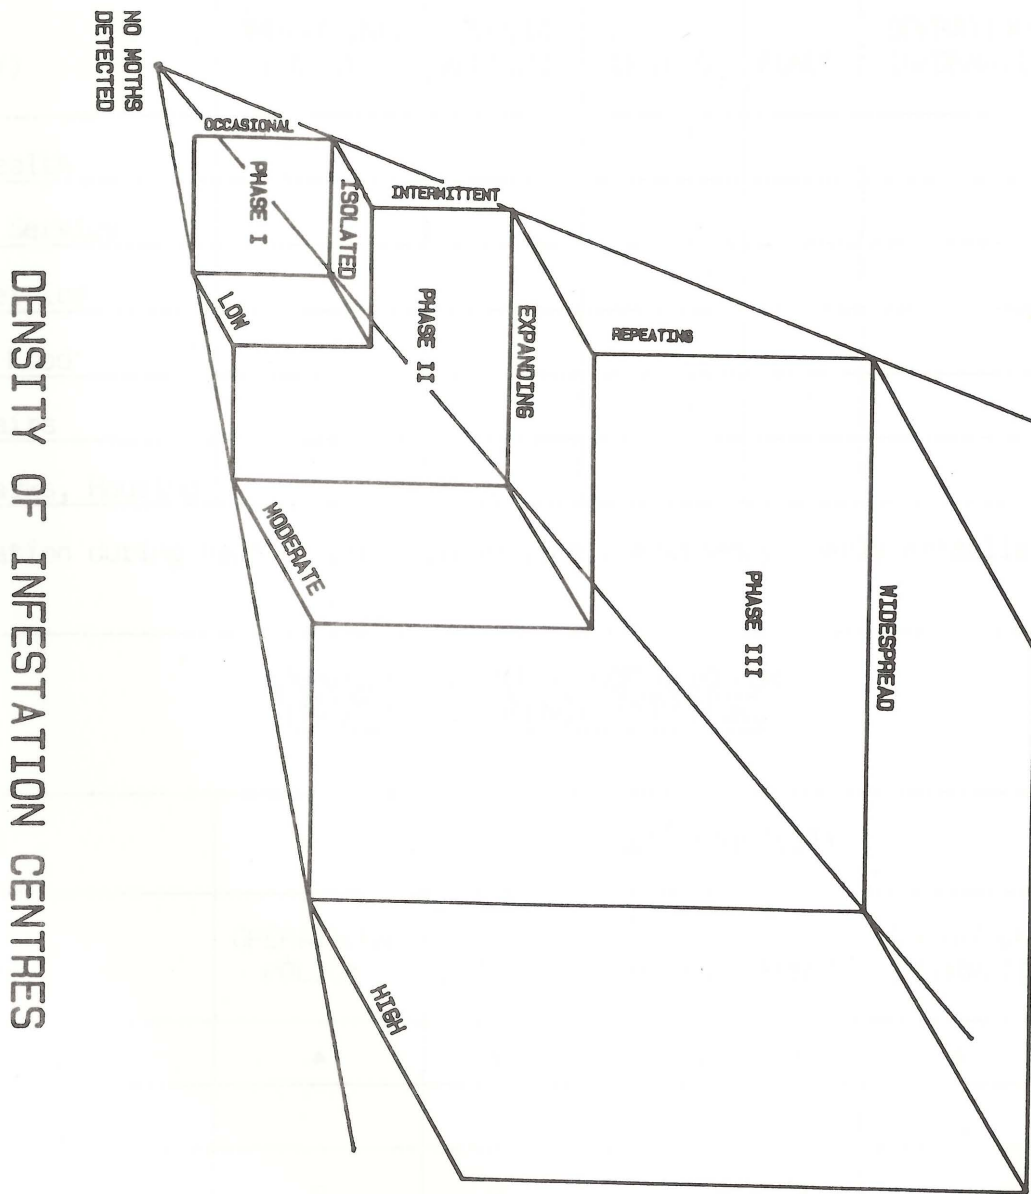 NO MOTHS
DETECTED
OCCASIONAL
PHASE I
ISOLATED
LOW
INTERMITTENT
PHASE II
EXPANDING
MODERATE
REPEATING
PHASE III
WIDESPREAD
HIGH
DENSITY OF INFESTATION CENTRES